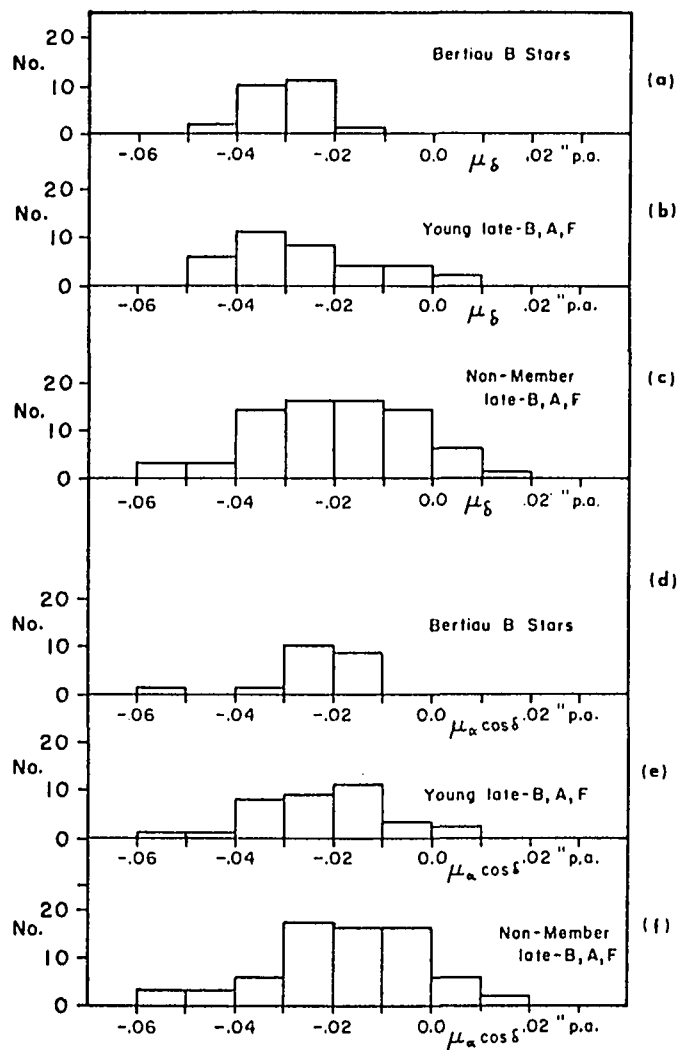 20
No.
10
0
Bertiau B Stars
(a)
-.06 -.04 -.02 0.0 .02 "p.a.
μδ
20
No.
10
0
Young late-B, A, F
(b)
-.06 -.04 -.02 0.0 .02 "p.a.
μδ
20
No.
10
0
Non-Member
late-B, A, F
(c)
-.06 -.04 -.02 0.0 .02 "p.a.
μδ
20
No.
10
0
Bertiau B Stars
(d)
-.06 -.04 -.02 0.0 .02 "p.a.
μα cos δ
20
No.
10
0
Young late-B, A, F
(e)
-.06 -.04 -.02 0.0 .02 "p.a.
μα cos δ
20
No.
10
0
Non-Member
late-B, A, F
(f)
-.06 -.04 -.02 0.0 .02 "p.a.
μα cos δ